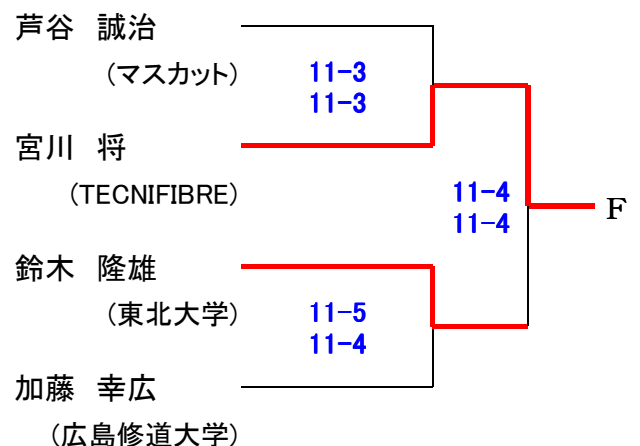 芦谷　誠治
(マスカット)
11-3
11-3
宮川　将
(TECNIFIBRE)
11-4
11-4
F
鈴木　隆雄
(東北大学)
11-5
11-4
加藤　幸広
(広島修道大学)